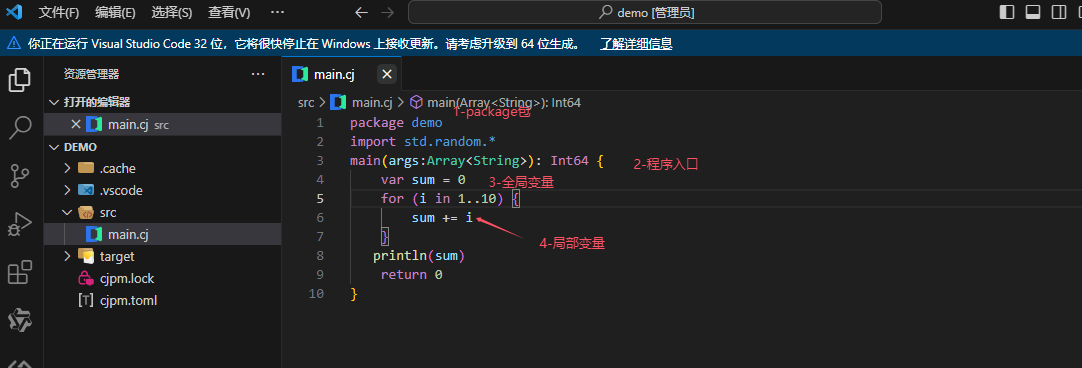 文件(F) 编辑(E) 选择(S) 查看(V) ··· demo [管理员]
你正在运行 Visual Studio Code 32 位，它将很快停止在 Windows 上接收更新。请考虑升级到 64 位生成。 了解详细信息
资源管理器 ···
打开的编辑器
main.cj src
DEMO
.cache
.vscode
src
main.cj
target
cjpm.lock
cjpm.toml
main.cj
src > main.cj > main(Array<String>): Int64
1-package包
1 package demo
2 import std.random.*
3 main(args:Array<String>): Int64 { 2-程序入口
4 var sum = 0 3-全局变量
5 for (i in 1..10) {
6 sum += i
7 } 4-局部变量
8 println(sum)
9 return 0
10 }